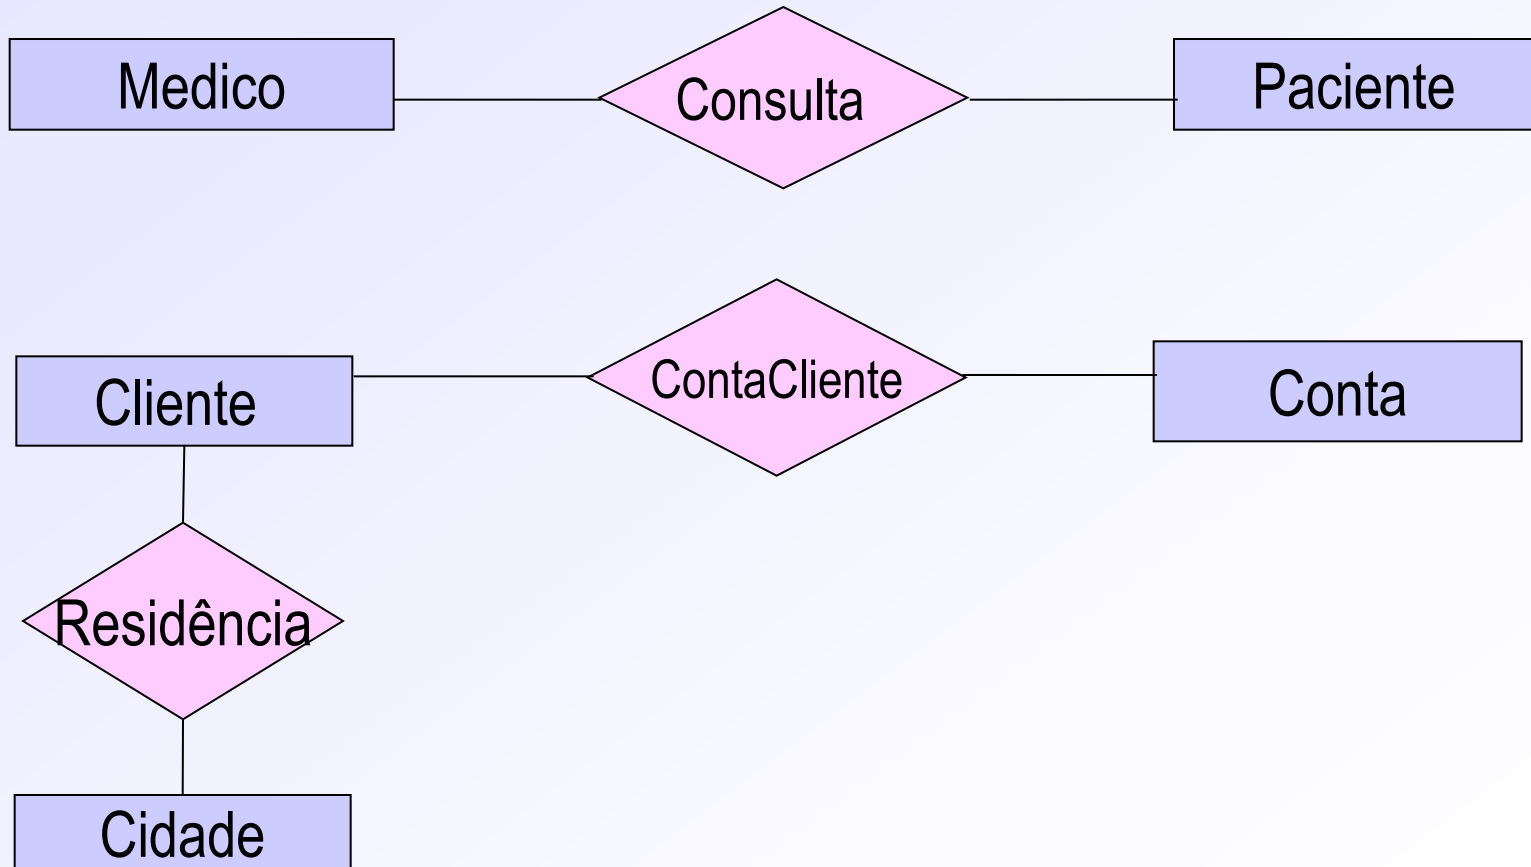 Medico
Consulta
Paciente
Cliente
ContaCliente
Conta
Residência
Cidade